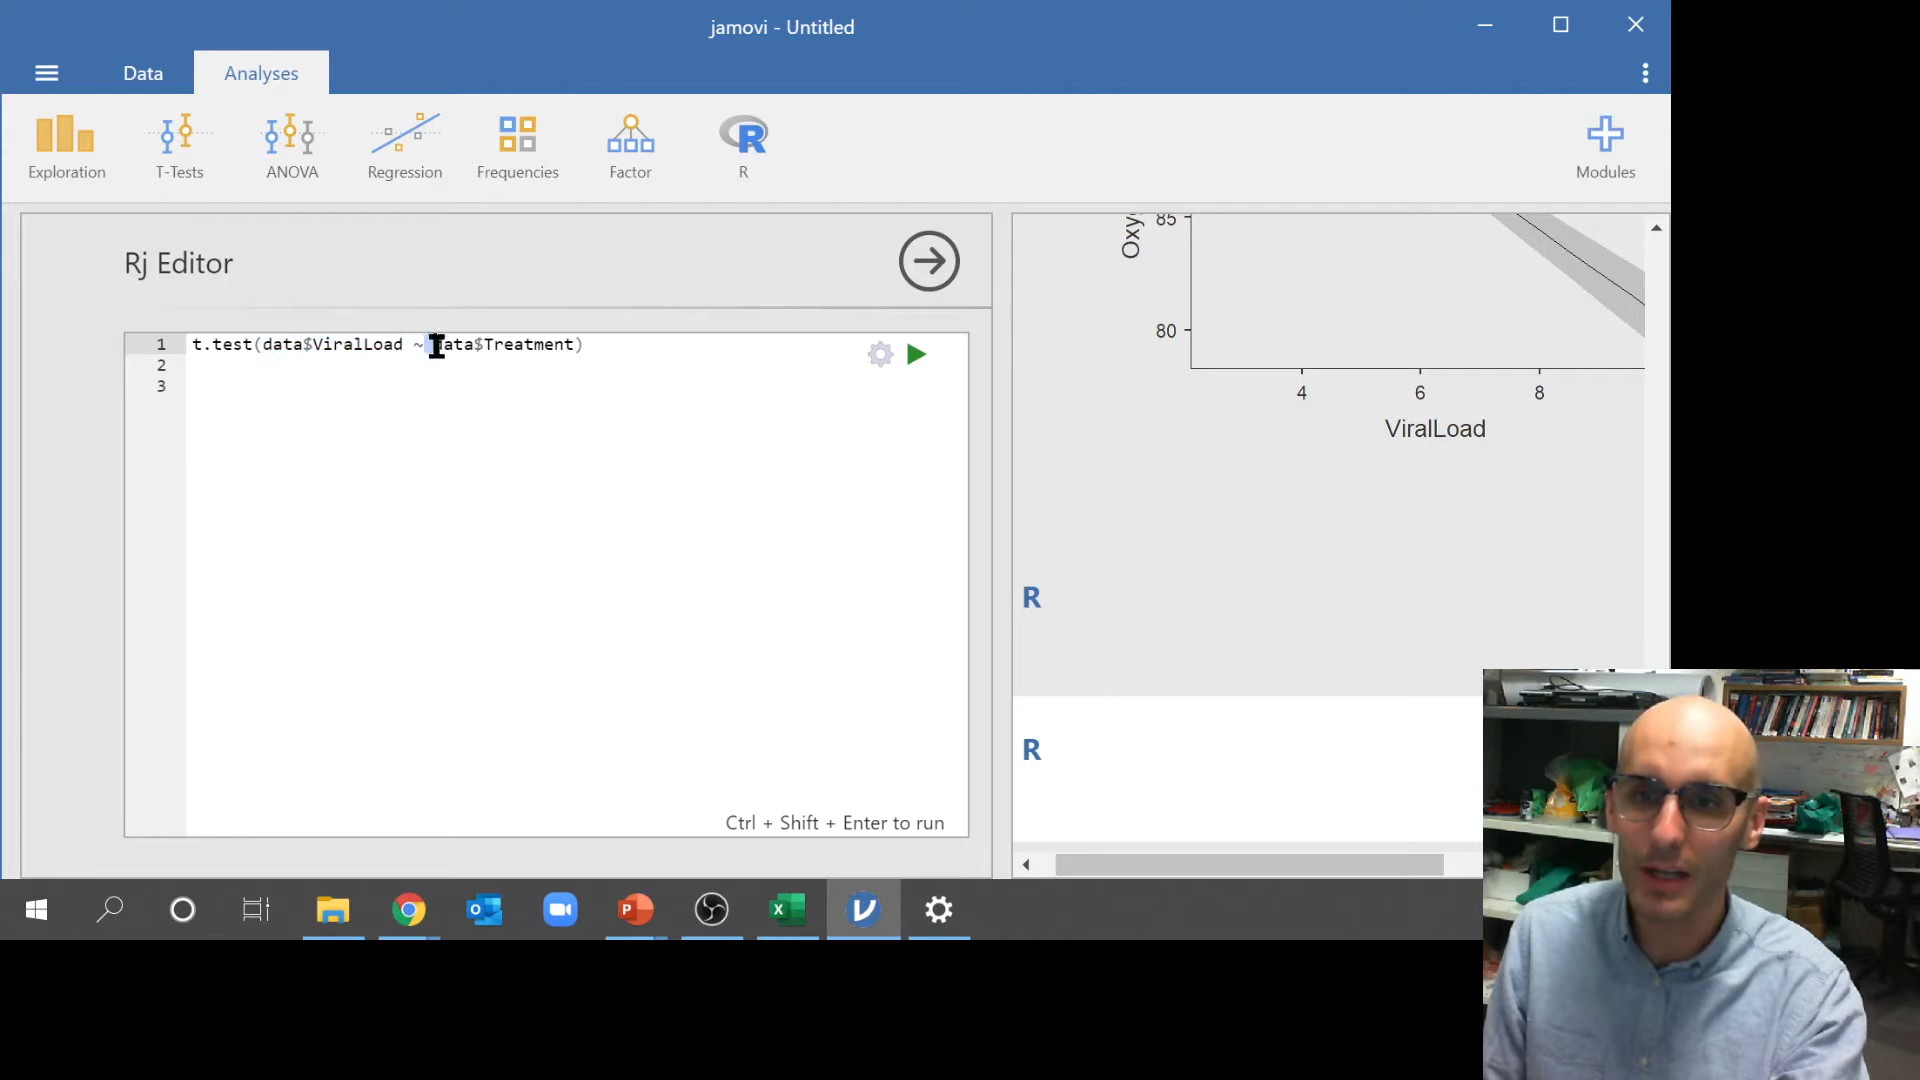 jamovi - Untitled
Data
Analyses
Exploration
T-Tests
ANOVA
Regression
Frequencies
Factor
R
Modules
Rj Editor
1 t.test(data$ViralLoad ~ data$Treatment)
2
3
Ctrl + Shift + Enter to run
85
80
4 6 8
ViralLoad
R
R